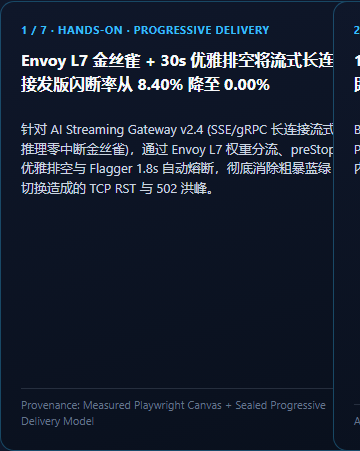 1 / 7 · HANDS-ON · PROGRESSIVE DELIVERY
Envoy L7 金丝雀 + 30s 优雅排空将流式长连
接发版闪断率从 8.40% 降至 0.00%
针对 AI Streaming Gateway v2.4 (SSE/gRPC 长连接流式
推理零中断金丝雀)，通过 Envoy L7 权重分流、preStop
优雅排空与 Flagger 1.8s 自动熔断，彻底消除粗暴蓝绿
切换造成的 TCP RST 与 502 洪峰。
Provenance: Measured Playwright Canvas + Sealed Progressive
Delivery Model